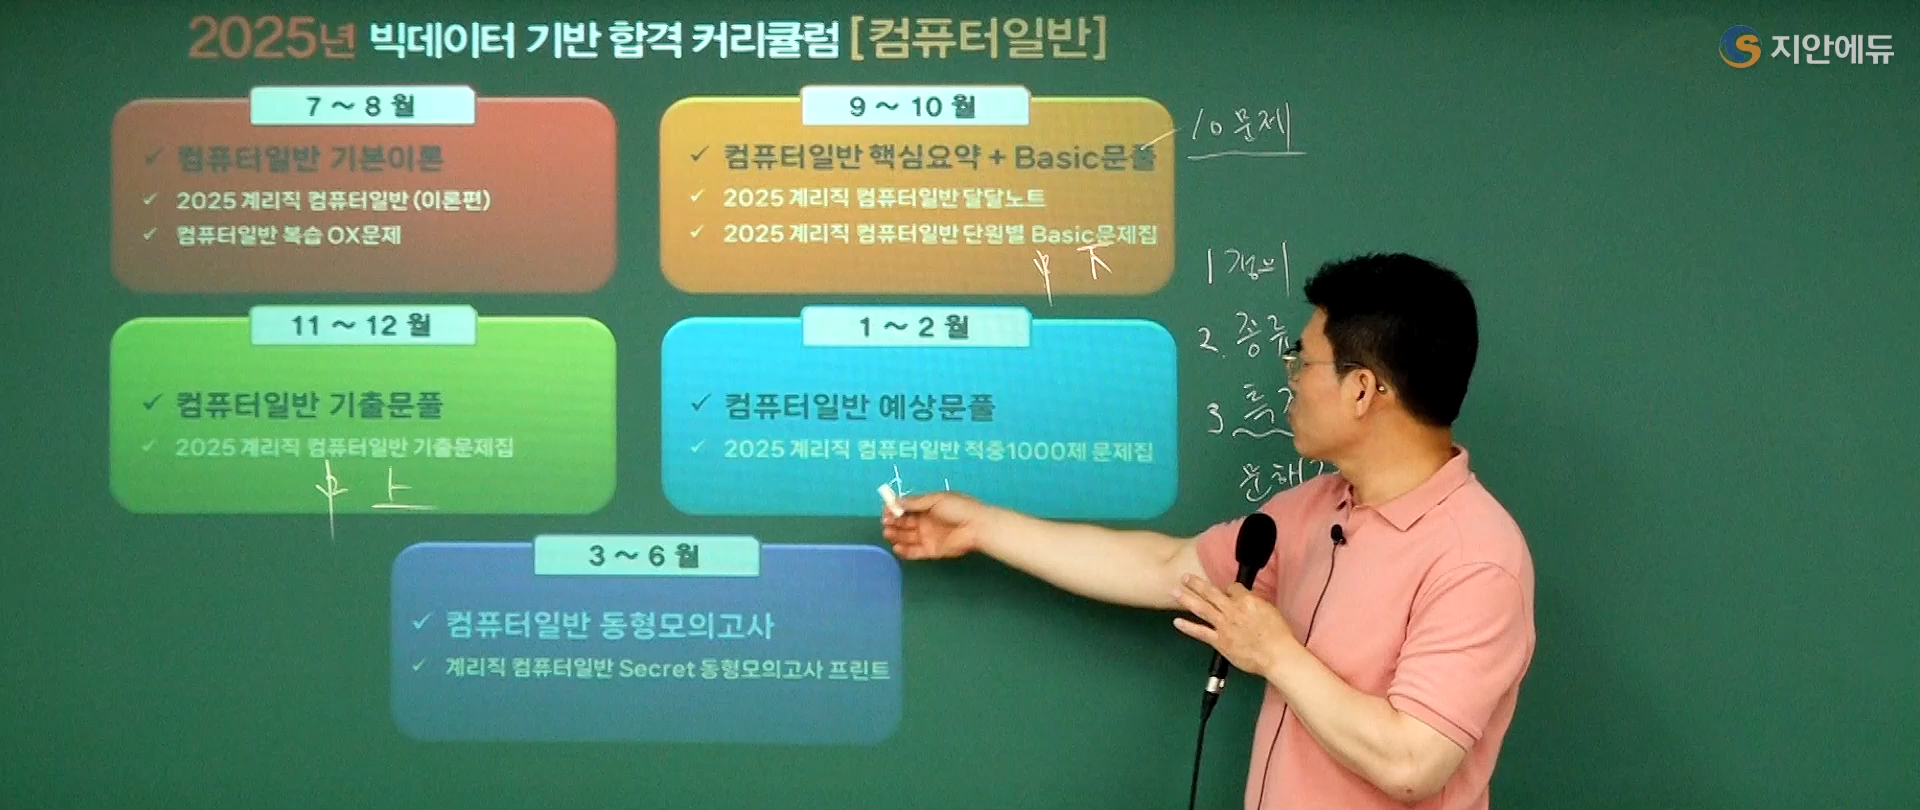 2025년 빅데이터 기반 합격 커리큘럼 [컴퓨터일반]
지안에듀
7 ~ 8 월
✓ 컴퓨터일반 기본이론
✓ 2025 계리직 컴퓨터일반 (이론편)
✓ 컴퓨터일반 복습 OX문제
9 ~ 10 월
✓ 컴퓨터일반 핵심요약 + Basic문풀
✓ 2025 계리직 컴퓨터일반 달달노트
✓ 2025 계리직 컴퓨터일반 단원별 Basic문제집
中 下
10 문제
11 ~ 12 월
✓ 컴퓨터일반 기출문풀
✓ 2025 계리직 컴퓨터일반 기출문제집
中 上
1 ~ 2 월
✓ 컴퓨터일반 예상문풀
✓ 2025 계리직 컴퓨터일반 적중1000제 문제집
1 정의
2. 종류
3.
3 ~ 6 월
✓ 컴퓨터일반 동형모의고사
✓ 계리직 컴퓨터일반 Secret 동형모의고사 프린트